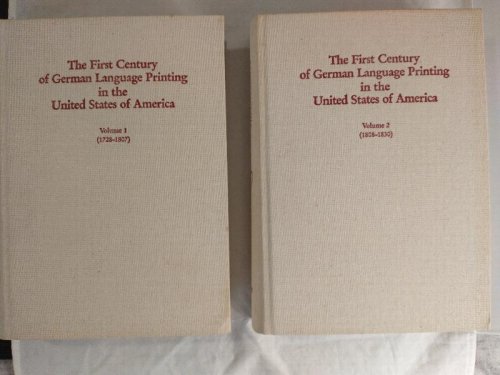 The First Century
of German Language Printing
in the
United States of America
Volume 1
(1728-1807)
The First Century
of German Language Printing
in the
United States of America
Volume 2
(1808-1830)